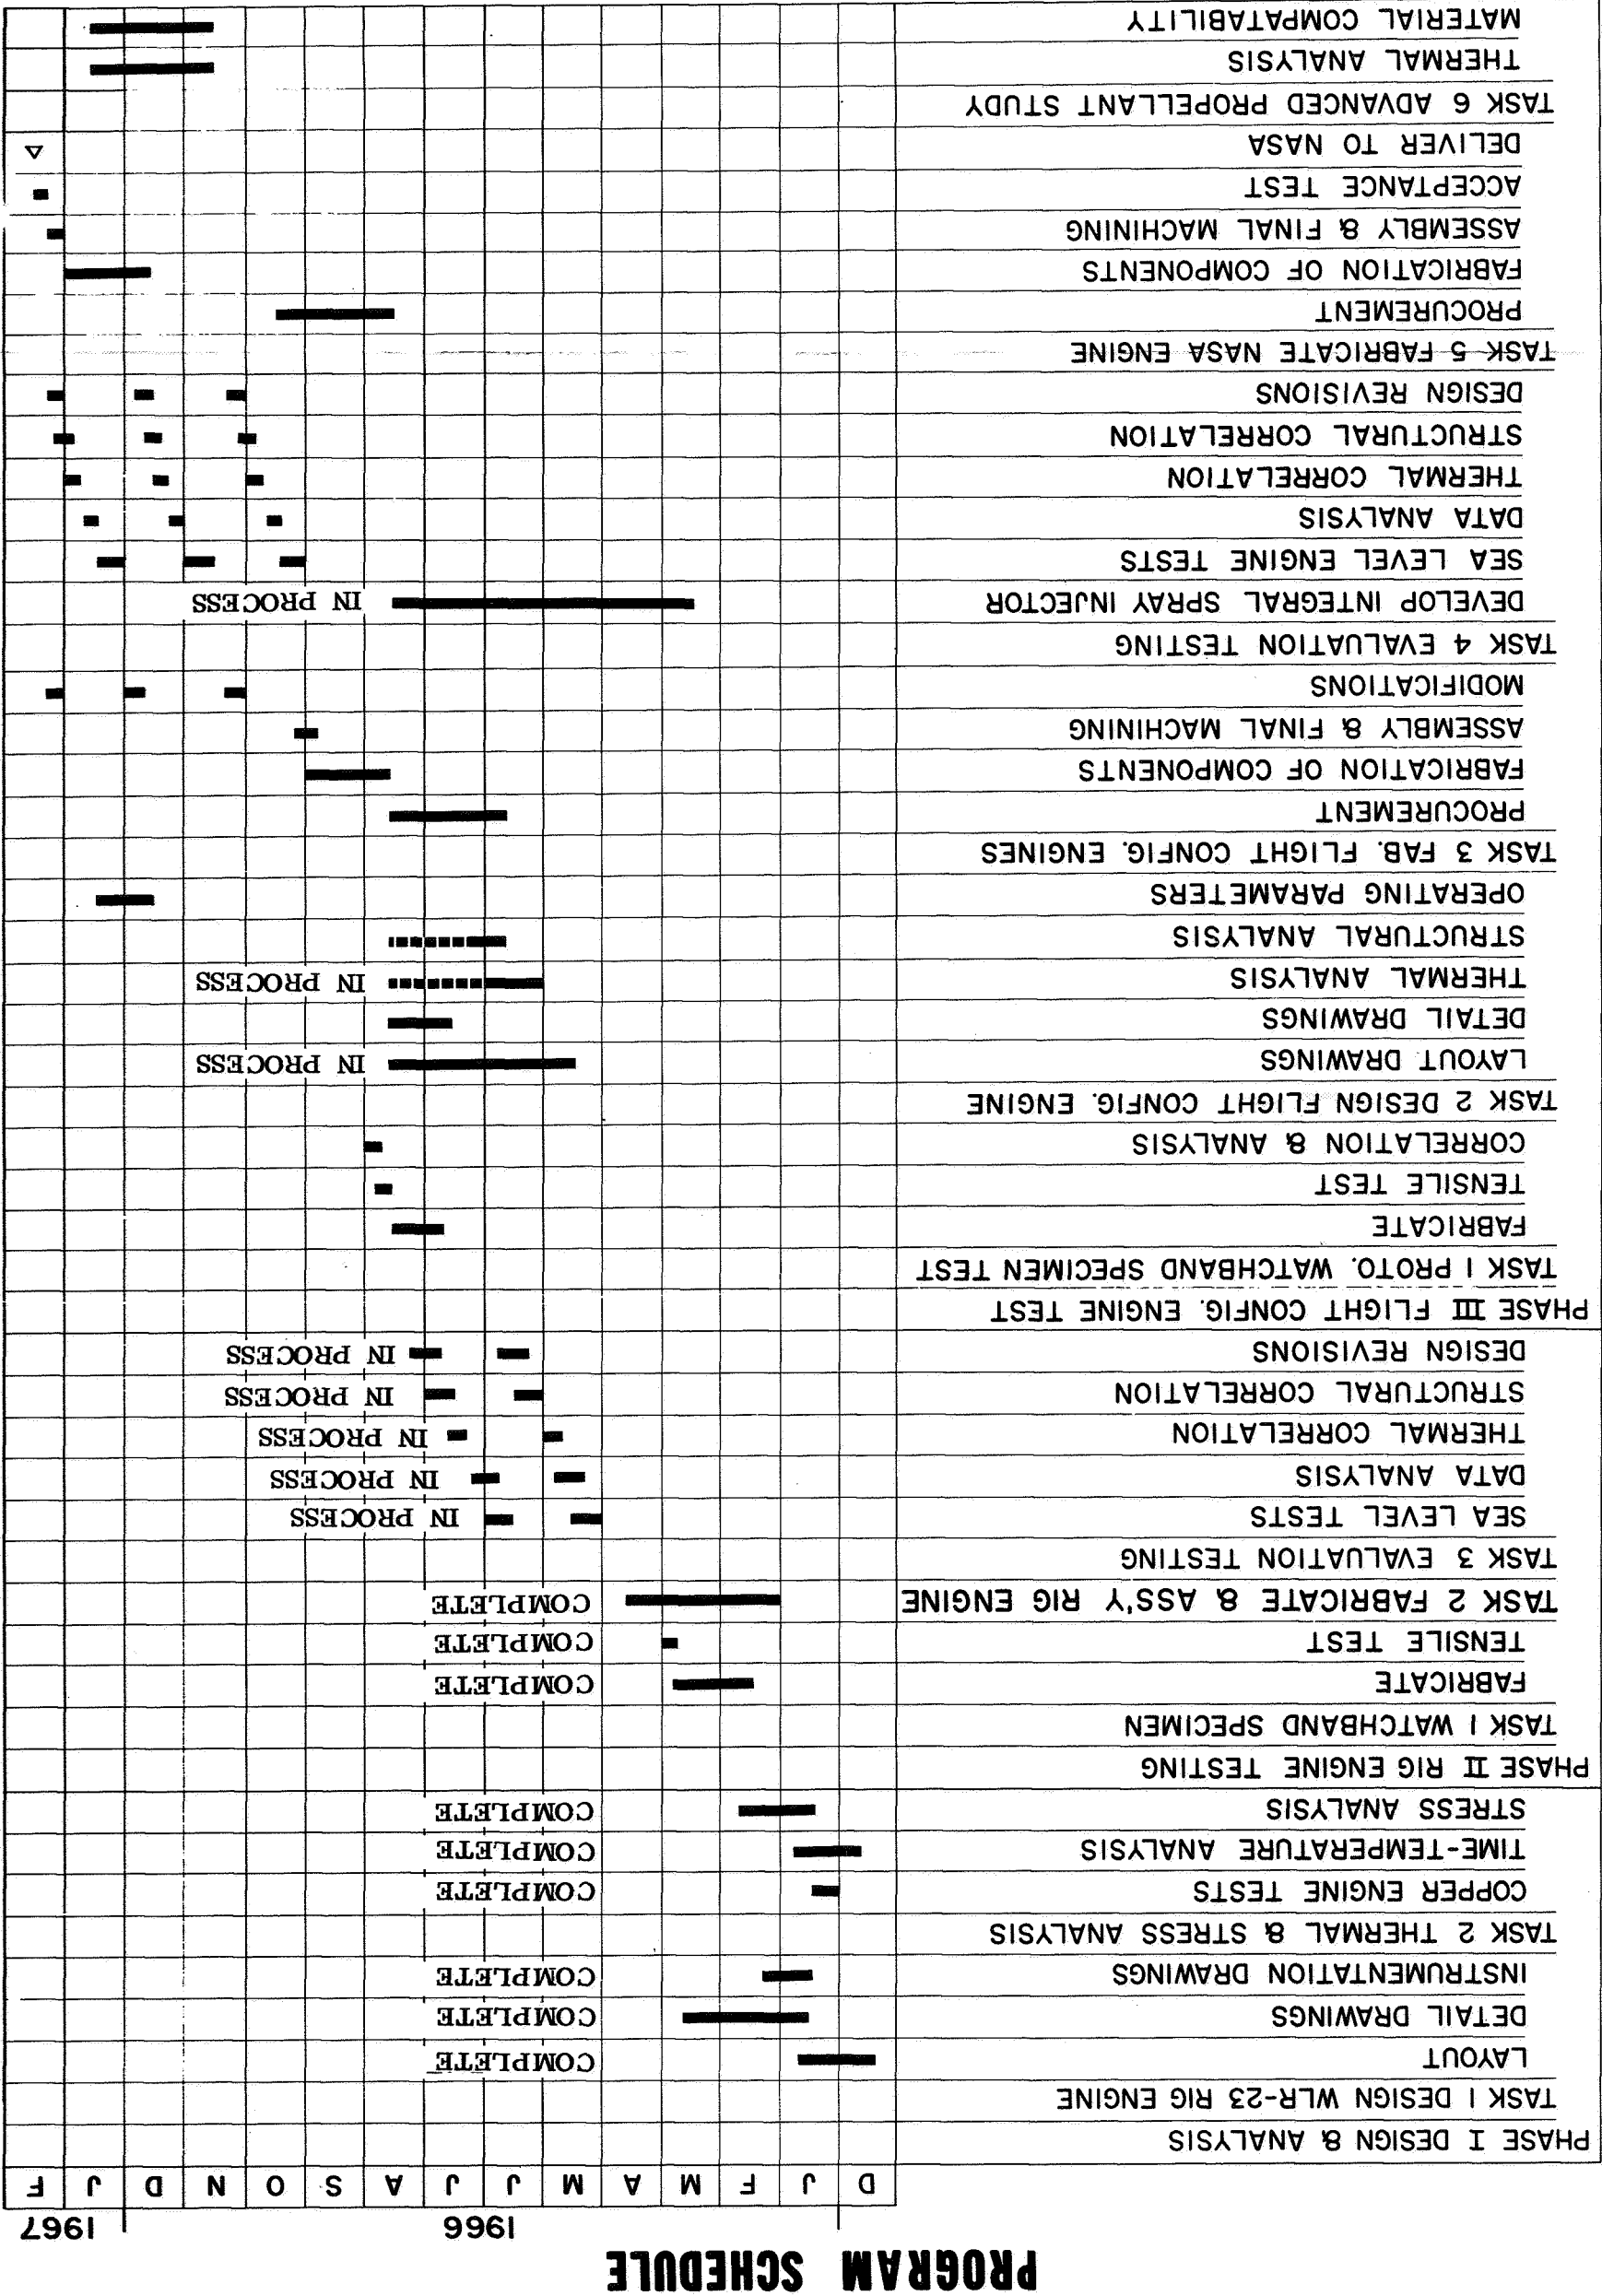 PROGRAM SCHEDULE
1966 1967
D J F M A M J J A S O N D J F
PHASE I DESIGN & ANALYSIS
TASK 1 DESIGN WLR-23 RIG ENGINE
LAYOUT COMPLETE
DETAIL DRAWINGS COMPLETE
INSTRUMENTATION DRAWINGS COMPLETE
TASK 2 THERMAL & STRESS ANALYSIS
COPPER ENGINE TESTS COMPLETE
TIME-TEMPERATURE ANALYSIS COMPLETE
STRESS ANALYSIS COMPLETE
PHASE II RIG ENGINE TESTING
TASK 1 WATCHBAND SPECIMEN
FABRICATE COMPLETE
TENSILE TEST COMPLETE
TASK 2 FABRICATE & ASS'Y RIG ENGINE COMPLETE
TASK 3 EVALUATION TESTING
SEA LEVEL TESTS IN PROCESS
DATA ANALYSIS IN PROCESS
THERMAL CORRELATION IN PROCESS
STRUCTURAL CORRELATION IN PROCESS
DESIGN REVISIONS IN PROCESS
PHASE III FLIGHT CONFIG. ENGINE TEST
TASK 1 PROTO. WATCHBAND SPECIMEN TEST
FABRICATE
TENSILE TEST
CORRELATION & ANALYSIS
TASK 2 DESIGN FLIGHT CONFIG. ENGINE
LAYOUT DRAWINGS IN PROCESS
DETAIL DRAWINGS
THERMAL ANALYSIS IN PROCESS
STRUCTURAL ANALYSIS
OPERATING PARAMETERS
TASK 3 FAB. FLIGHT CONFIG. ENGINES
PROCUREMENT
FABRICATION OF COMPONENTS
ASSEMBLY & FINAL MACHINING
MODIFICATIONS
TASK 4 EVALUATION TESTING
DEVELOP INTEGRAL SPRAY INJECTOR IN PROCESS
SEA LEVEL ENGINE TESTS
DATA ANALYSIS
THERMAL CORRELATION
STRUCTURAL CORRELATION
DESIGN REVISIONS
TASK 5 FABRICATE NASA ENGINE
PROCUREMENT
FABRICATION OF COMPONENTS
ASSEMBLY & FINAL MACHINING
ACCEPTANCE TEST
DELIVER TO NASA
TASK 6 ADVANCED PROPELLANT STUDY
THERMAL ANALYSIS
MATERIAL COMPATABILITY